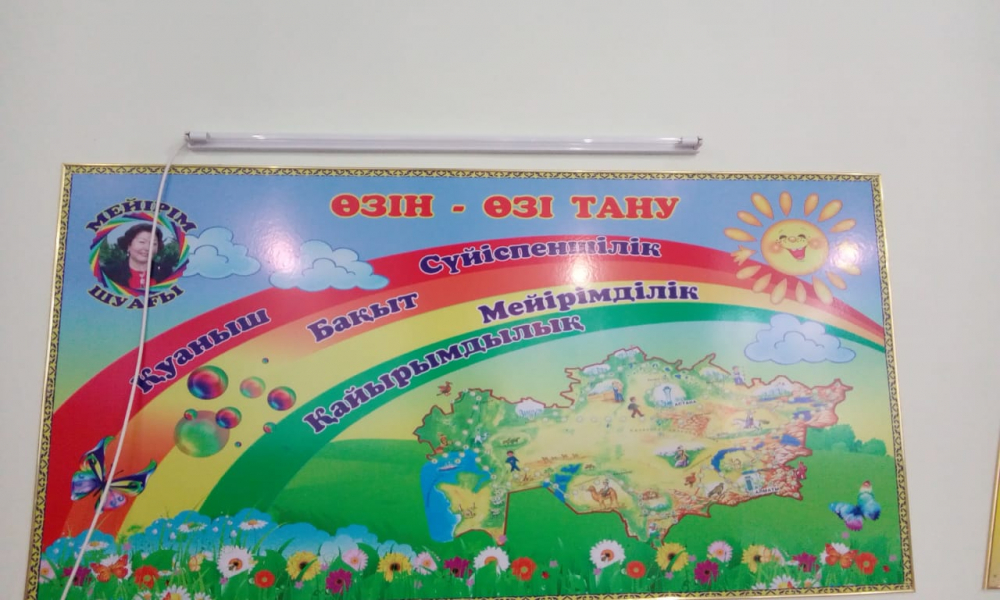 ӨЗІН - ӨЗІ ТАНУ
МЕЙІРІМ
ШУАҒЫ
Сүйіспеншілік
Қуаныш
Бақыт
Мейірімділік
Қайырымдылық